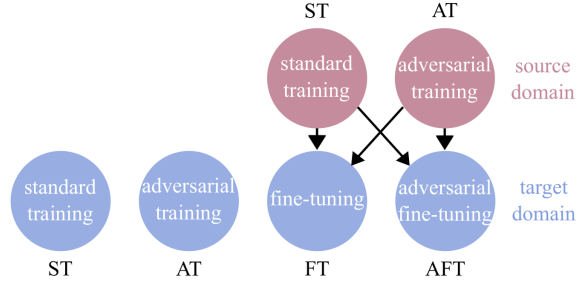 ST AT
standard training
adversarial training
source domain
standard training
adversarial training
fine-tuning
adversarial fine-tuning
target domain
ST AT FT AFT